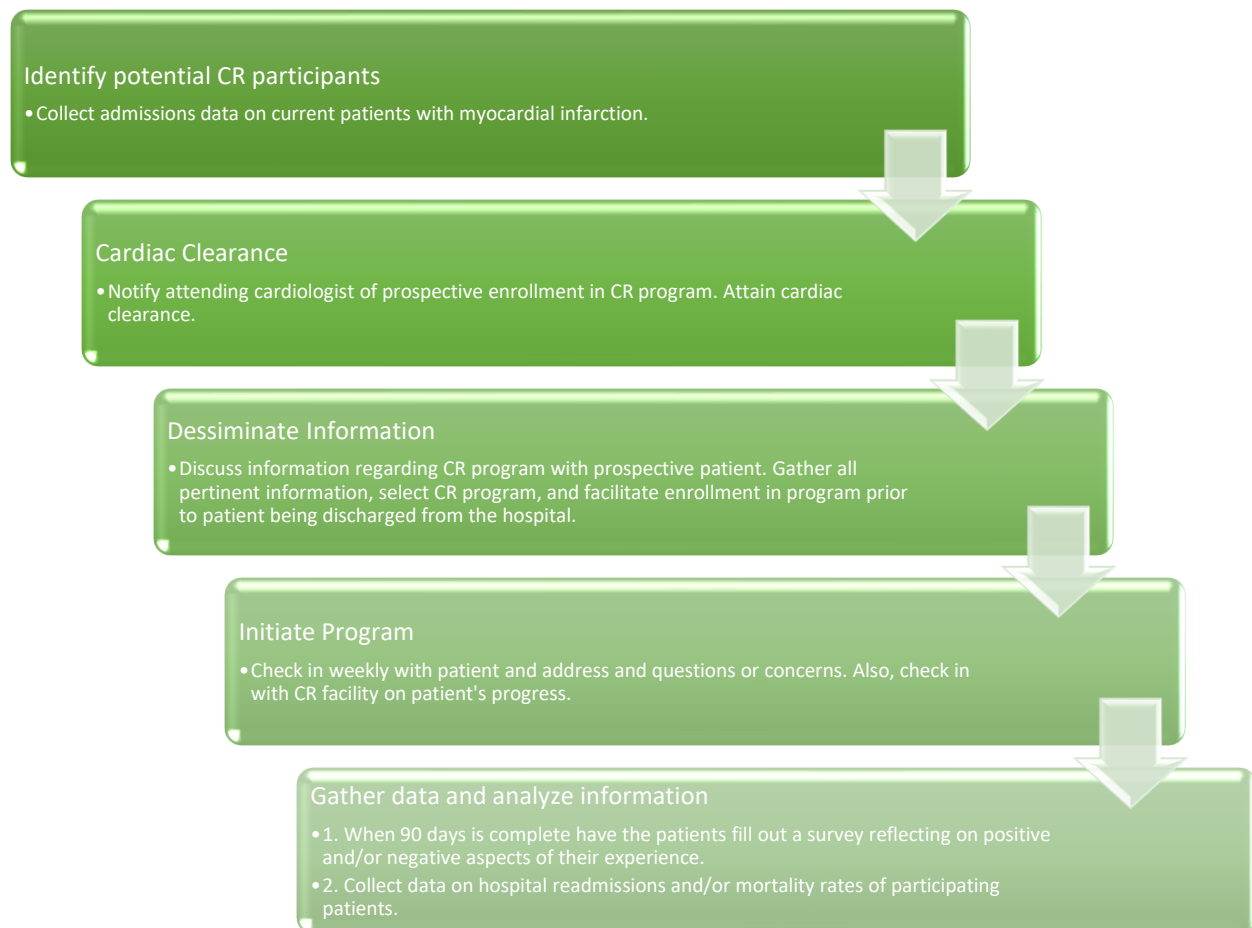 Identify potential CR participants
•Collect admissions data on current patients with myocardial infarction.
Cardiac Clearance
•Notify attending cardiologist of prospective enrollment in CR program. Attain cardiac
clearance.
Dessiminate Information
•Discuss information regarding CR program with prospective patient. Gather all
pertinent information, select CR program, and facilitate enrollment in program prior
to patient being discharged from the hospital.
Initiate Program
•Check in weekly with patient and address and questions or concerns. Also, check in
with CR facility on patient's progress.
Gather data and analyze information
•1. When 90 days is complete have the patients fill out a survey reflecting on positive
and/or negative aspects of their experience.
•2. Collect data on hospital readmissions and/or mortality rates of participating
patients.